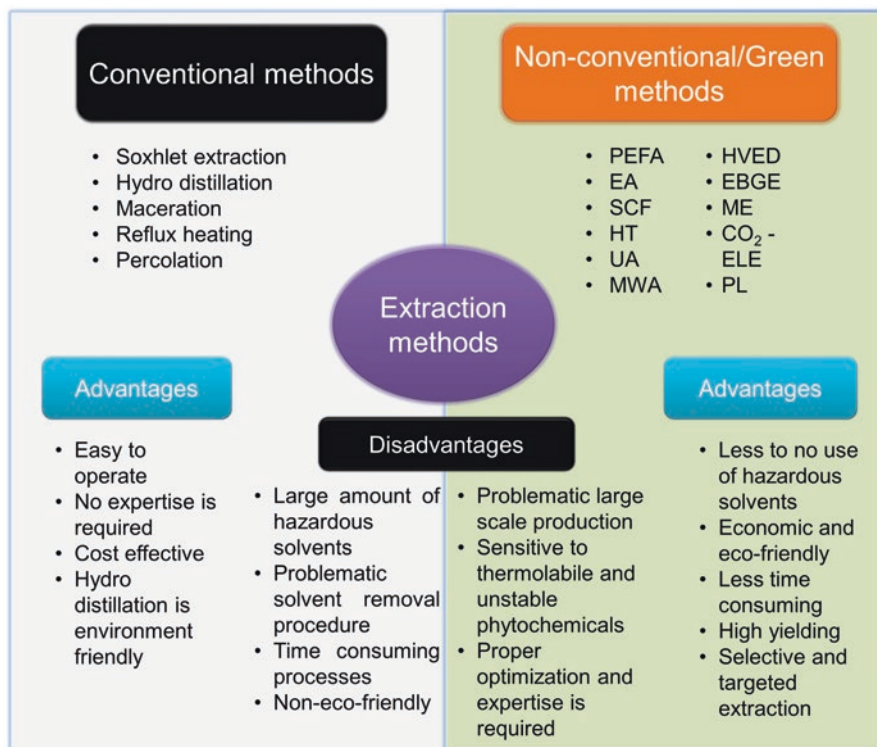 Conventional methods
• Soxhlet extraction
• Hydro distillation
• Maceration
• Reflux heating
• Percolation
Non-conventional/Green
methods
• PEFA
• EA
• SCF
• HT
• UA
• MWA
• HVED
• EBGE
• ME
• CO₂ -
ELE
• PL
Extraction
methods
Advantages
• Easy to
operate
• No expertise is
required
• Cost effective
• Hydro
distillation is
environment
friendly
Disadvantages
• Large amount of
hazardous
solvents
• Problematic
solvent removal
procedure
• Time consuming
processes
• Non-eco-friendly
• Problematic large
scale production
• Sensitive to
thermolabile and
unstable
phytochemicals
• Proper
optimization and
expertise is
required
Advantages
• Less to no use
of hazardous
solvents
• Economic and
eco-friendly
• Less time
consuming
• High yielding
• Selective and
targeted
extraction